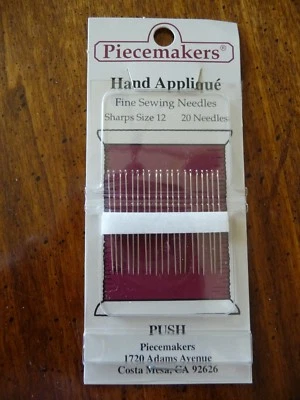 Piecemakers®
Hand Appliqué
Fine Sewing Needles
Sharps Size 12 20 Needles
PUSH
Piecemakers
1720 Adams Avenue
Costa Mesa, CA 92626